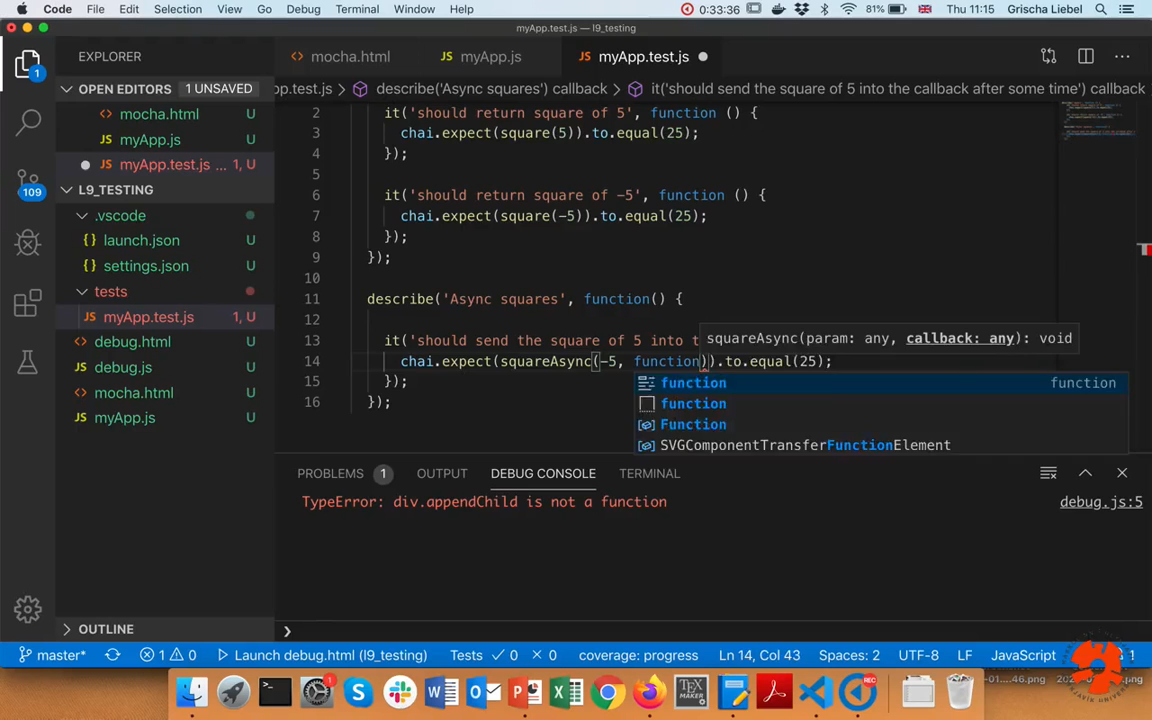 Code File Edit Selection View Go Debug Terminal Window Help 0:33:36 81% Thu 11:15 Grischa Liebel
myApp.test.js — l9_testing
EXPLORER
mocha.html myApp.js myApp.test.js
OPEN EDITORS 1 UNSAVED
pp.test.js describe('Async squares') callback it('should send the square of 5 into the callback after some time') callback
mocha.html U
myApp.js U
myApp.test.js ... 1, U
L9_TESTING
.vscode
launch.json U
settings.json U
tests
myApp.test.js 1, U
debug.html U
debug.js U
mocha.html U
myApp.js U
OUTLINE
2 it('should return square of 5', function () {
3 chai.expect(square(5)).to.equal(25);
4 });
5
6 it('should return square of -5', function () {
7 chai.expect(square(-5)).to.equal(25);
8 });
9 });
10
11 describe('Async squares', function() {
12
13 it('should send the square of 5 into t
squareAsync(param: any, callback: any): void
14 chai.expect(squareAsync(-5, function)).to.equal(25);
15 });
16 });
function function
function
Function
SVGComponentTransferFunctionElement
PROBLEMS 1 OUTPUT DEBUG CONSOLE TERMINAL
TypeError: div.appendChild is not a function debug.js:5
master* 1 0 Launch debug.html (l9_testing) Tests 0 0 coverage: progress Ln 14, Col 43 Spaces: 2 UTF-8 LF JavaScript 1